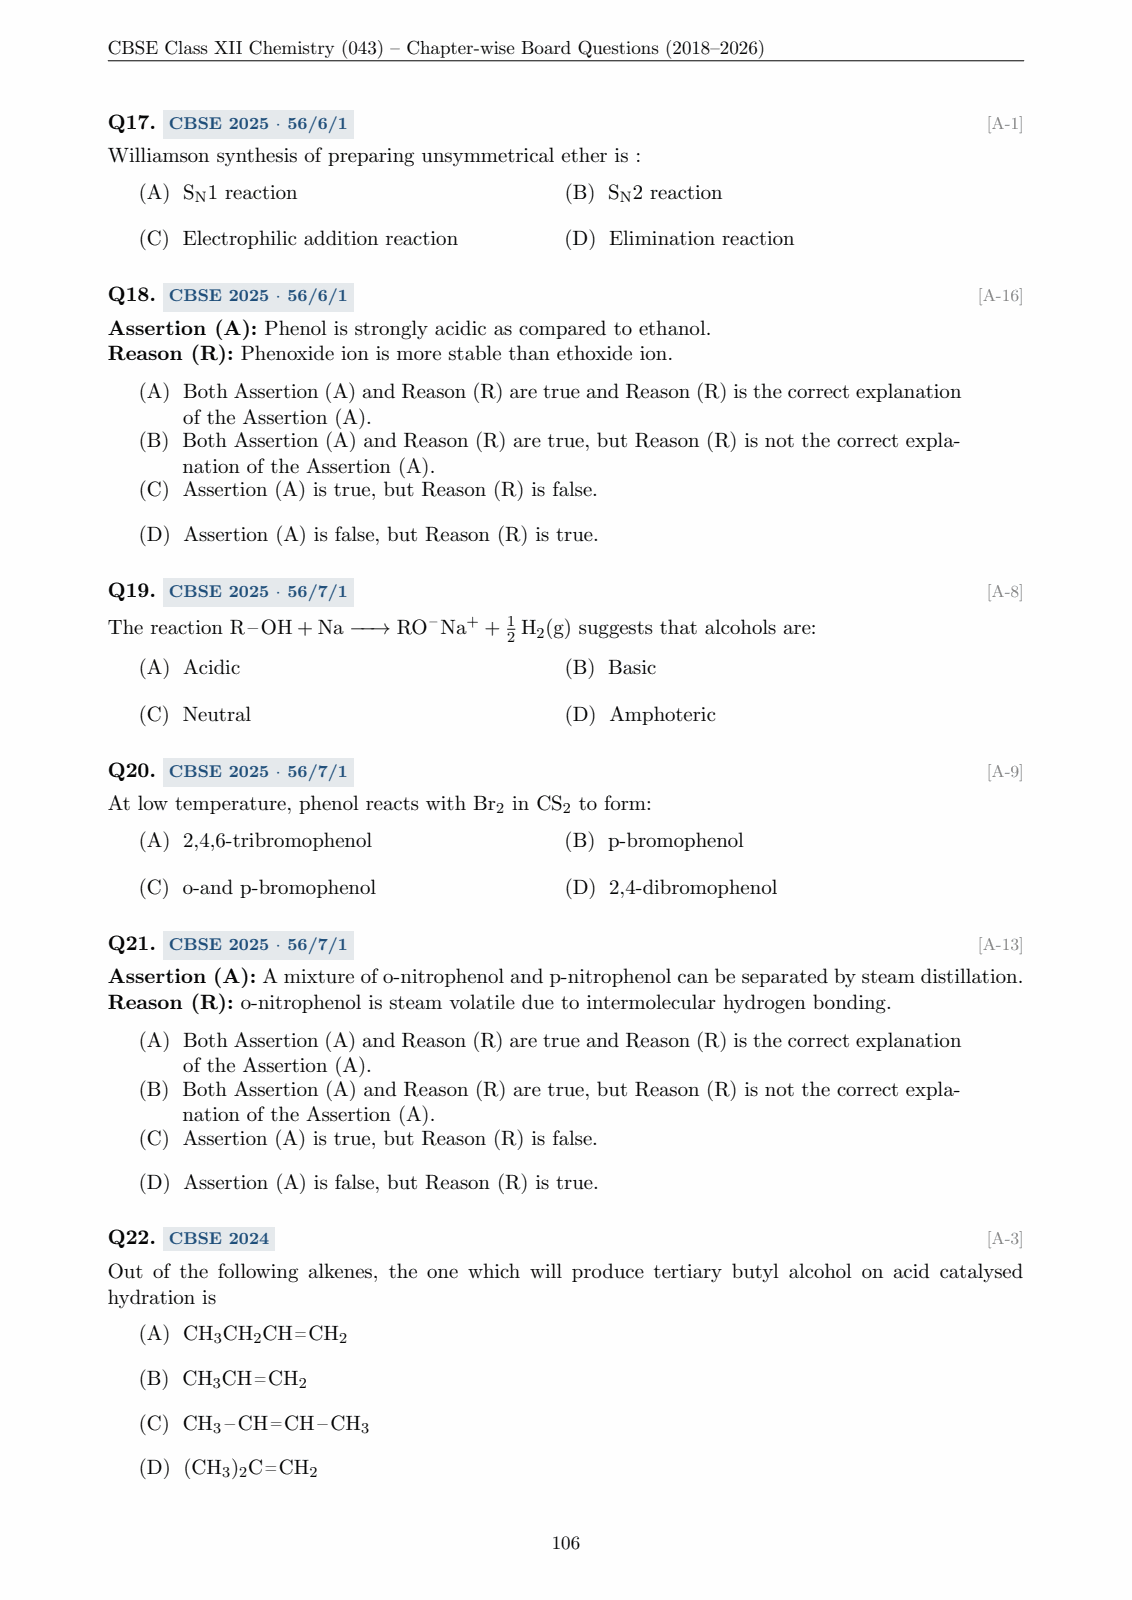 CBSE Class XII Chemistry (043) – Chapter-wise Board Questions (2018–2026)
Q17. CBSE 2025 · 56/6/1 [A-1]
Williamson synthesis of preparing unsymmetrical ether is :
(A) S_N1 reaction (B) S_N2 reaction
(C) Electrophilic addition reaction (D) Elimination reaction
Q18. CBSE 2025 · 56/6/1 [A-16]
Assertion (A): Phenol is strongly acidic as compared to ethanol.
Reason (R): Phenoxide ion is more stable than ethoxide ion.
(A) Both Assertion (A) and Reason (R) are true and Reason (R) is the correct explanation
of the Assertion (A).
(B) Both Assertion (A) and Reason (R) are true, but Reason (R) is not the correct expla-
nation of the Assertion (A).
(C) Assertion (A) is true, but Reason (R) is false.
(D) Assertion (A) is false, but Reason (R) is true.
Q19. CBSE 2025 · 56/7/1 [A-8]
The reaction R–OH + Na ⟶ RO⁻Na⁺ + ½ H₂(g) suggests that alcohols are:
(A) Acidic (B) Basic
(C) Neutral (D) Amphoteric
Q20. CBSE 2025 · 56/7/1 [A-9]
At low temperature, phenol reacts with Br₂ in CS₂ to form:
(A) 2,4,6-tribromophenol (B) p-bromophenol
(C) o-and p-bromophenol (D) 2,4-dibromophenol
Q21. CBSE 2025 · 56/7/1 [A-13]
Assertion (A): A mixture of o-nitrophenol and p-nitrophenol can be separated by steam distillation.
Reason (R): o-nitrophenol is steam volatile due to intermolecular hydrogen bonding.
(A) Both Assertion (A) and Reason (R) are true and Reason (R) is the correct explanation
of the Assertion (A).
(B) Both Assertion (A) and Reason (R) are true, but Reason (R) is not the correct expla-
nation of the Assertion (A).
(C) Assertion (A) is true, but Reason (R) is false.
(D) Assertion (A) is false, but Reason (R) is true.
Q22. CBSE 2024 [A-3]
Out of the following alkenes, the one which will produce tertiary butyl alcohol on acid catalysed
hydration is
(A) CH₃CH₂CH=CH₂
(B) CH₃CH=CH₂
(C) CH₃–CH=CH–CH₃
(D) (CH₃)₂C=CH₂
106